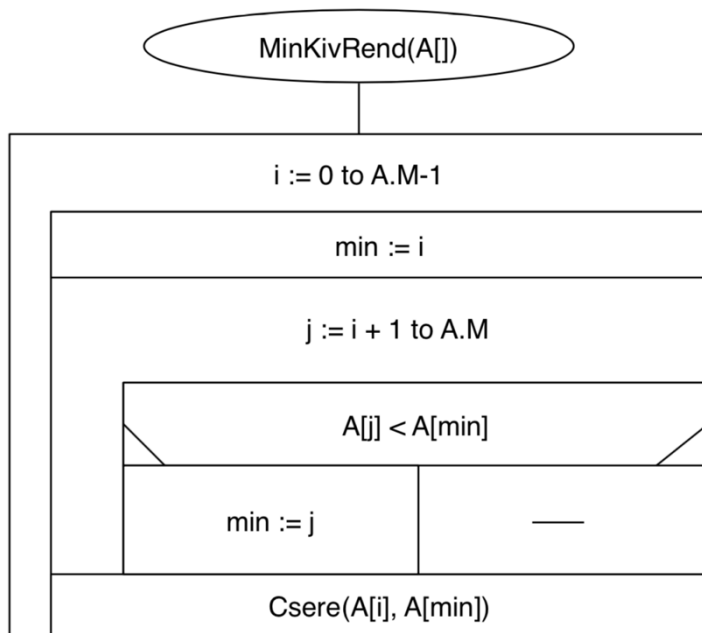 MinKivRend(A[])
i := 0 to A.M-1
min := i
j := i + 1 to A.M
A[j] < A[min]
min := j
Csere(A[i], A[min])